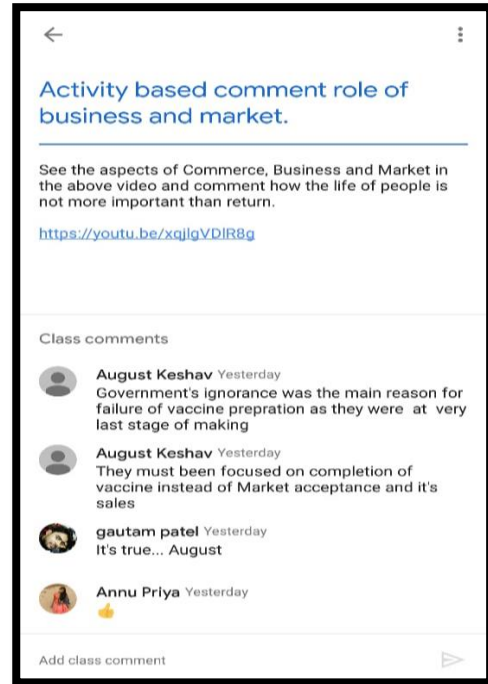 Activity based comment role of
business and market.
See the aspects of Commerce, Business and Market in
the above video and comment how the life of people is
not more important than return.
https://youtu.be/xqjlgVDlR8g
Class comments
August Keshav Yesterday
Government's ignorance was the main reason for
failure of vaccine prepration as they were at very
last stage of making
August Keshav Yesterday
They must been focused on completion of
vaccine instead of Market acceptance and it's
sales
gautam patel Yesterday
It's true... August
Annu Priya Yesterday
👍
Add class comment